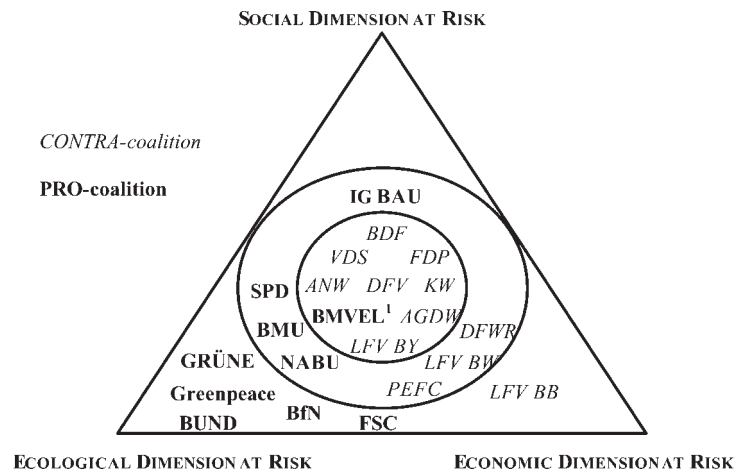 SOCIAL DIMENSION AT RISK
CONTRA-coalition
PRO-coalition
IG BAU
BDF
VDS FDP
SPD ANW DFV KW
BMVEL¹ AGDW
BMU DFWR
LFV BY
GRÜNE NABU LFV BW
Greenpeace PEFC LFV BB
BfN
BUND FSC
ECOLOGICAL DIMENSION AT RISK ECONOMIC DIMENSION AT RISK